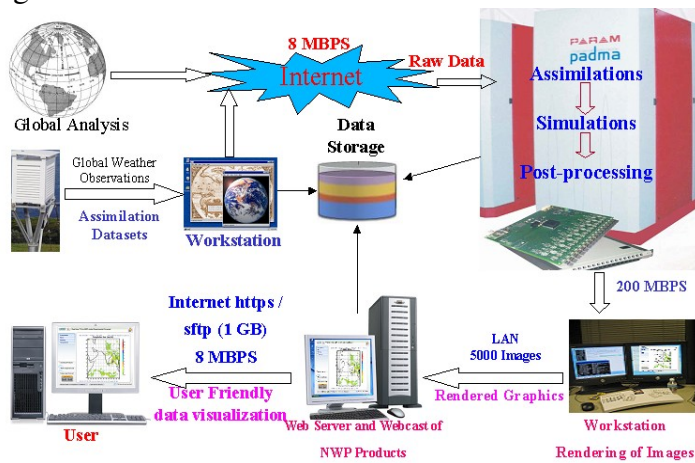 8 MBPS
Internet
Raw Data
PARAM
padma
Assimilations
Simulations
Post-processing
Global Analysis
Data
Storage
Global Weather
Observations
Assimilation
Datasets
Workstation
200 MBPS
Internet https /
sftp (1 GB)
8 MBPS
User Friendly
data visualization
User
LAN
5000 Images
Rendered Graphics
Web Server and Webcast of
NWP Products
Workstation
Rendering of Images